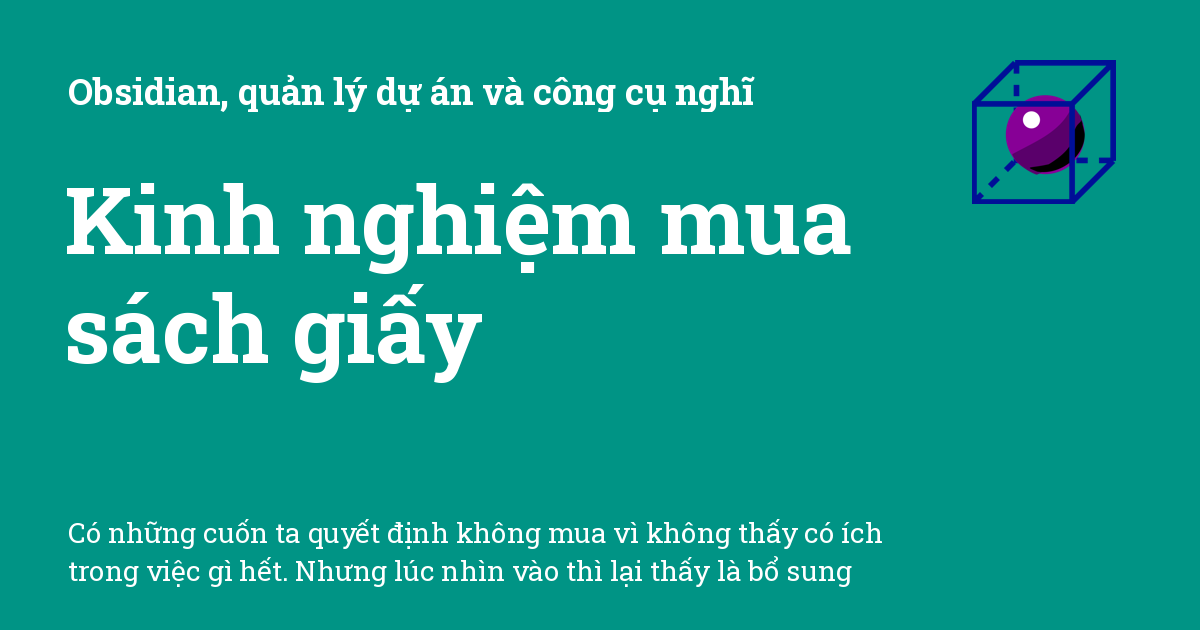 Obsidian, quản lý dự án và công cụ nghĩ
Kinh nghiệm mua
sách giấy
Có những cuốn ta quyết định không mua vì không thấy có ích
trong việc gì hết. Nhưng lúc nhìn vào thì lại thấy là bổ sung